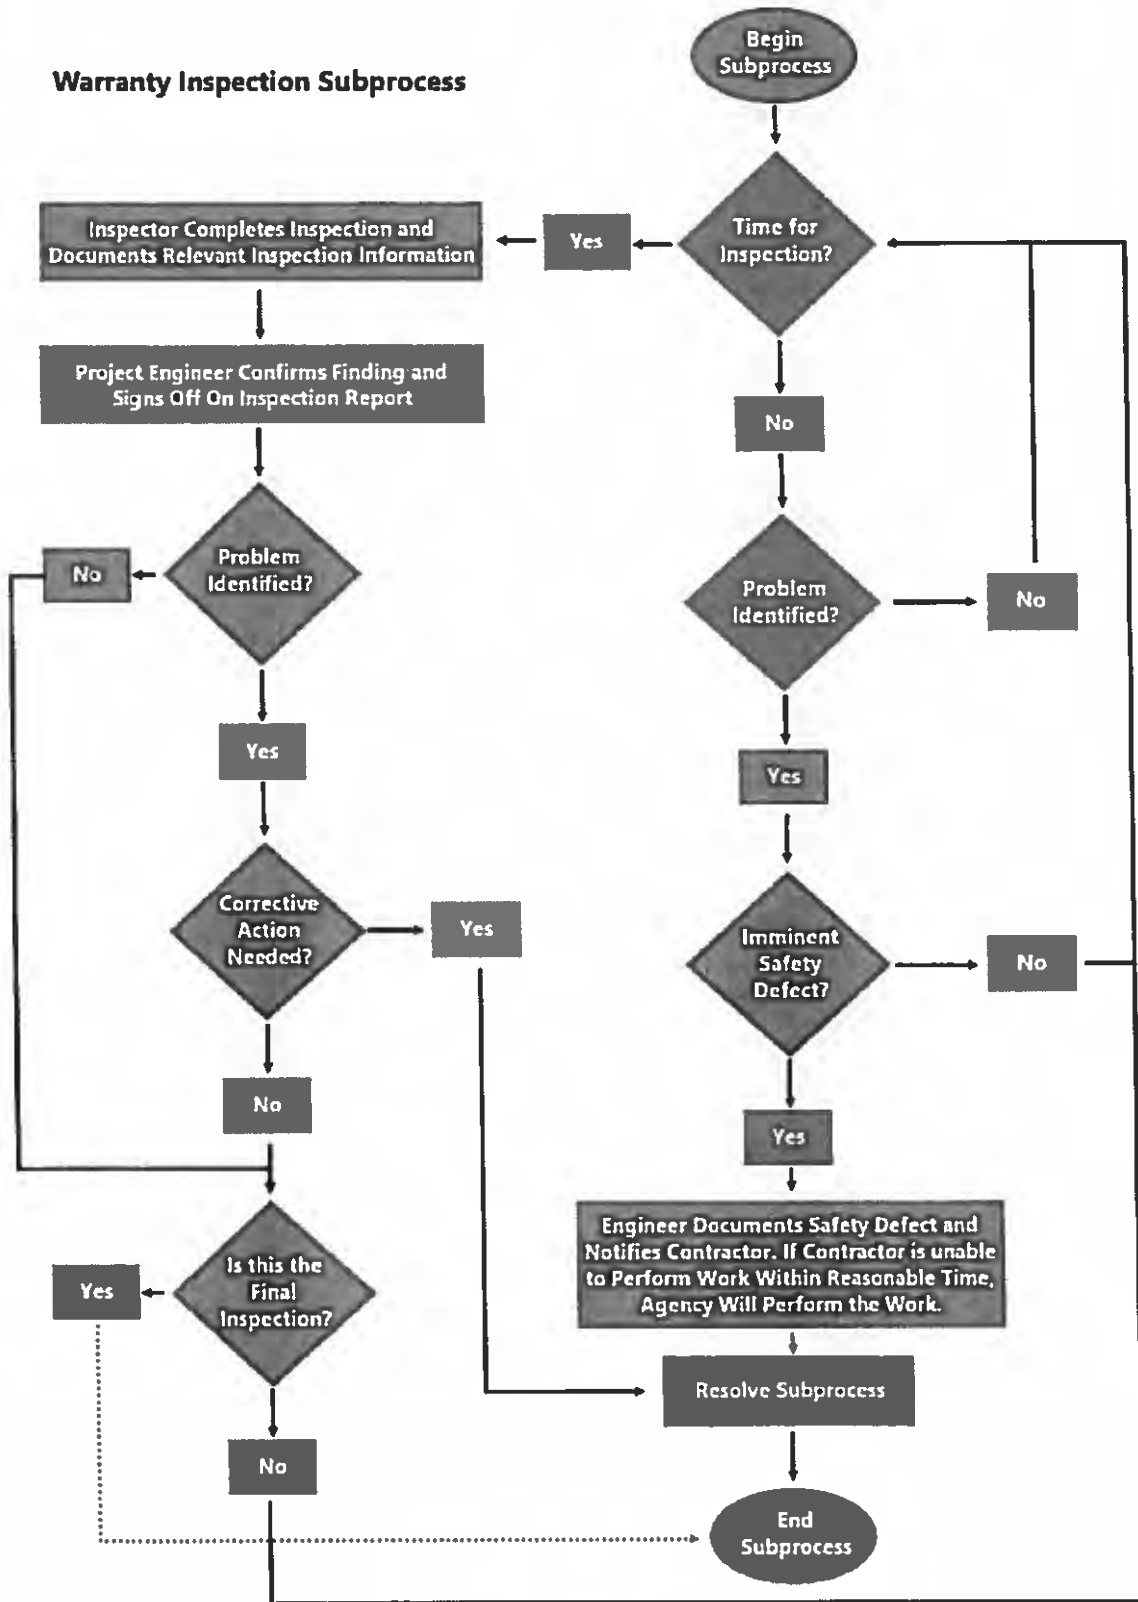 Warranty Inspection Subprocess
Begin
Subprocess
Time for
Inspection?
Yes
Inspector Completes Inspection and
Documents Relevant Inspection Information
Project Engineer Confirms Finding and
Signs Off On Inspection Report
Problem
Identified?
No
Yes
Corrective
Action
Needed?
Yes
No
Is this the
Final
Inspection?
Yes
No
No
Problem
Identified?
No
Yes
Imminent
Safety
Defect?
No
Yes
Engineer Documents Safety Defect and
Notifies Contractor. If Contractor is unable
to Perform Work Within Reasonable Time,
Agency Will Perform the Work.
Resolve Subprocess
End
Subprocess